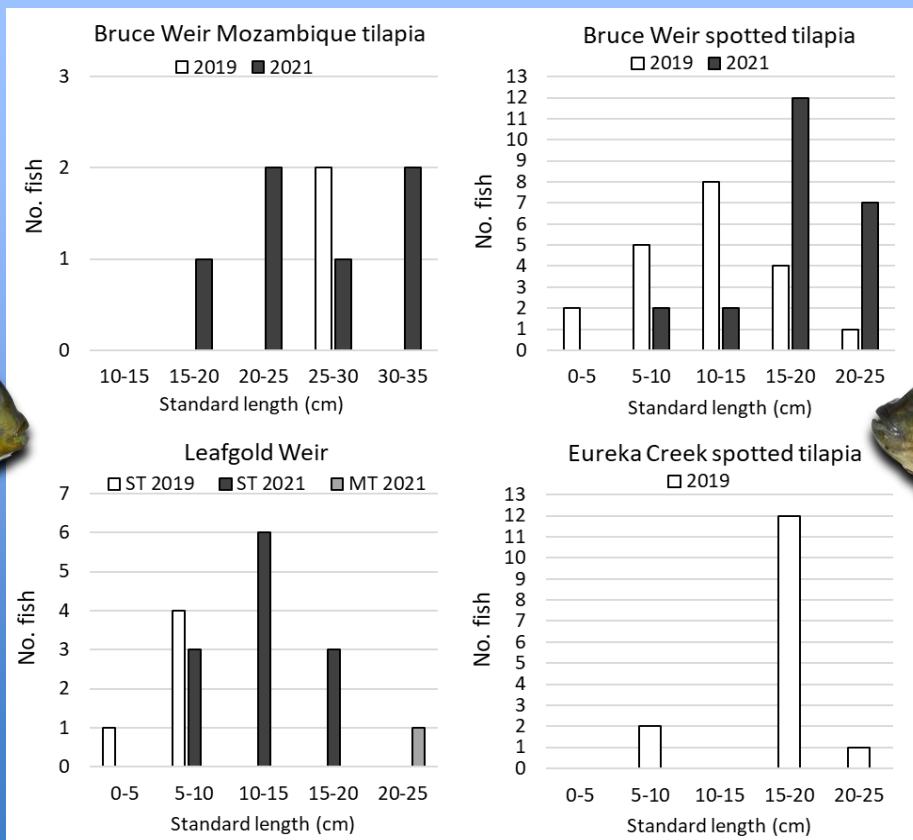 Bruce Weir Mozambique tilapia
2019 2021
3
2
1
0
No. fish
10-15 15-20 20-25 25-30 30-35
Standard length (cm)
Bruce Weir spotted tilapia
2019 2021
13
12
11
10
9
8
7
6
5
4
3
2
1
0
No. fish
0-5 5-10 10-15 15-20 20-25
Standard length (cm)
Leafgold Weir
ST 2019 ST 2021 MT 2021
7
6
5
4
3
2
1
0
No. fish
0-5 5-10 10-15 15-20 20-25
Standard length (cm)
Eureka Creek spotted tilapia
2019
13
12
11
10
9
8
7
6
5
4
3
2
1
0
No. fish
0-5 5-10 10-15 15-20 20-25
Standard length (cm)